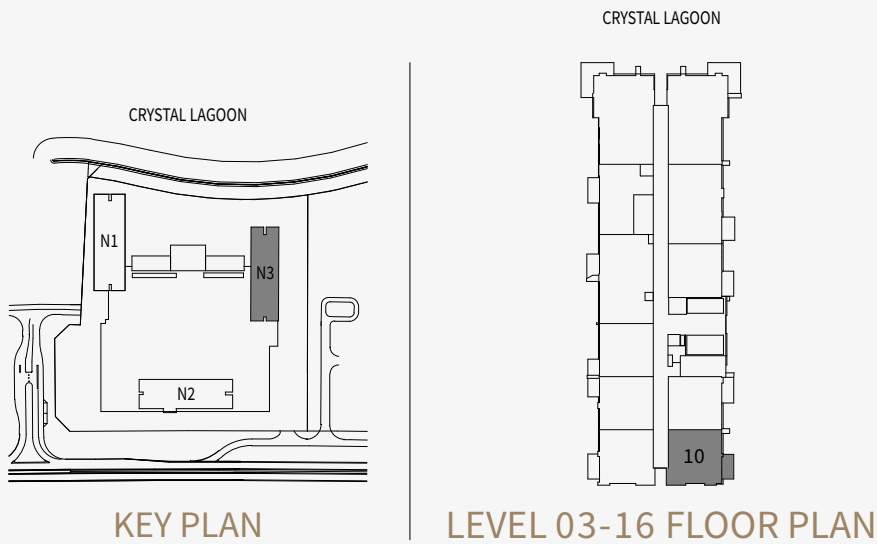 CRYSTAL LAGOON
N1
N3
N2
KEY PLAN
CRYSTAL LAGOON
10
LEVEL 03-16 FLOOR PLAN